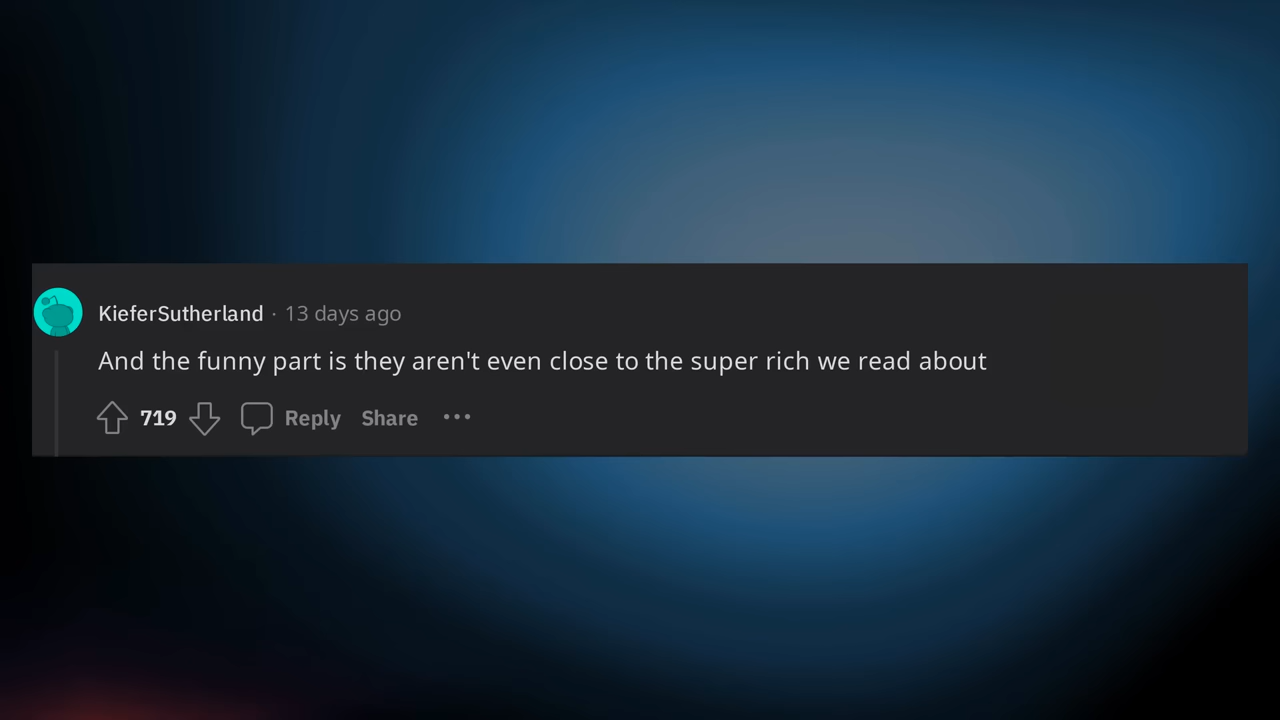 KieferSutherland · 13 days ago
And the funny part is they aren't even close to the super rich we read about
719 Reply Share ···